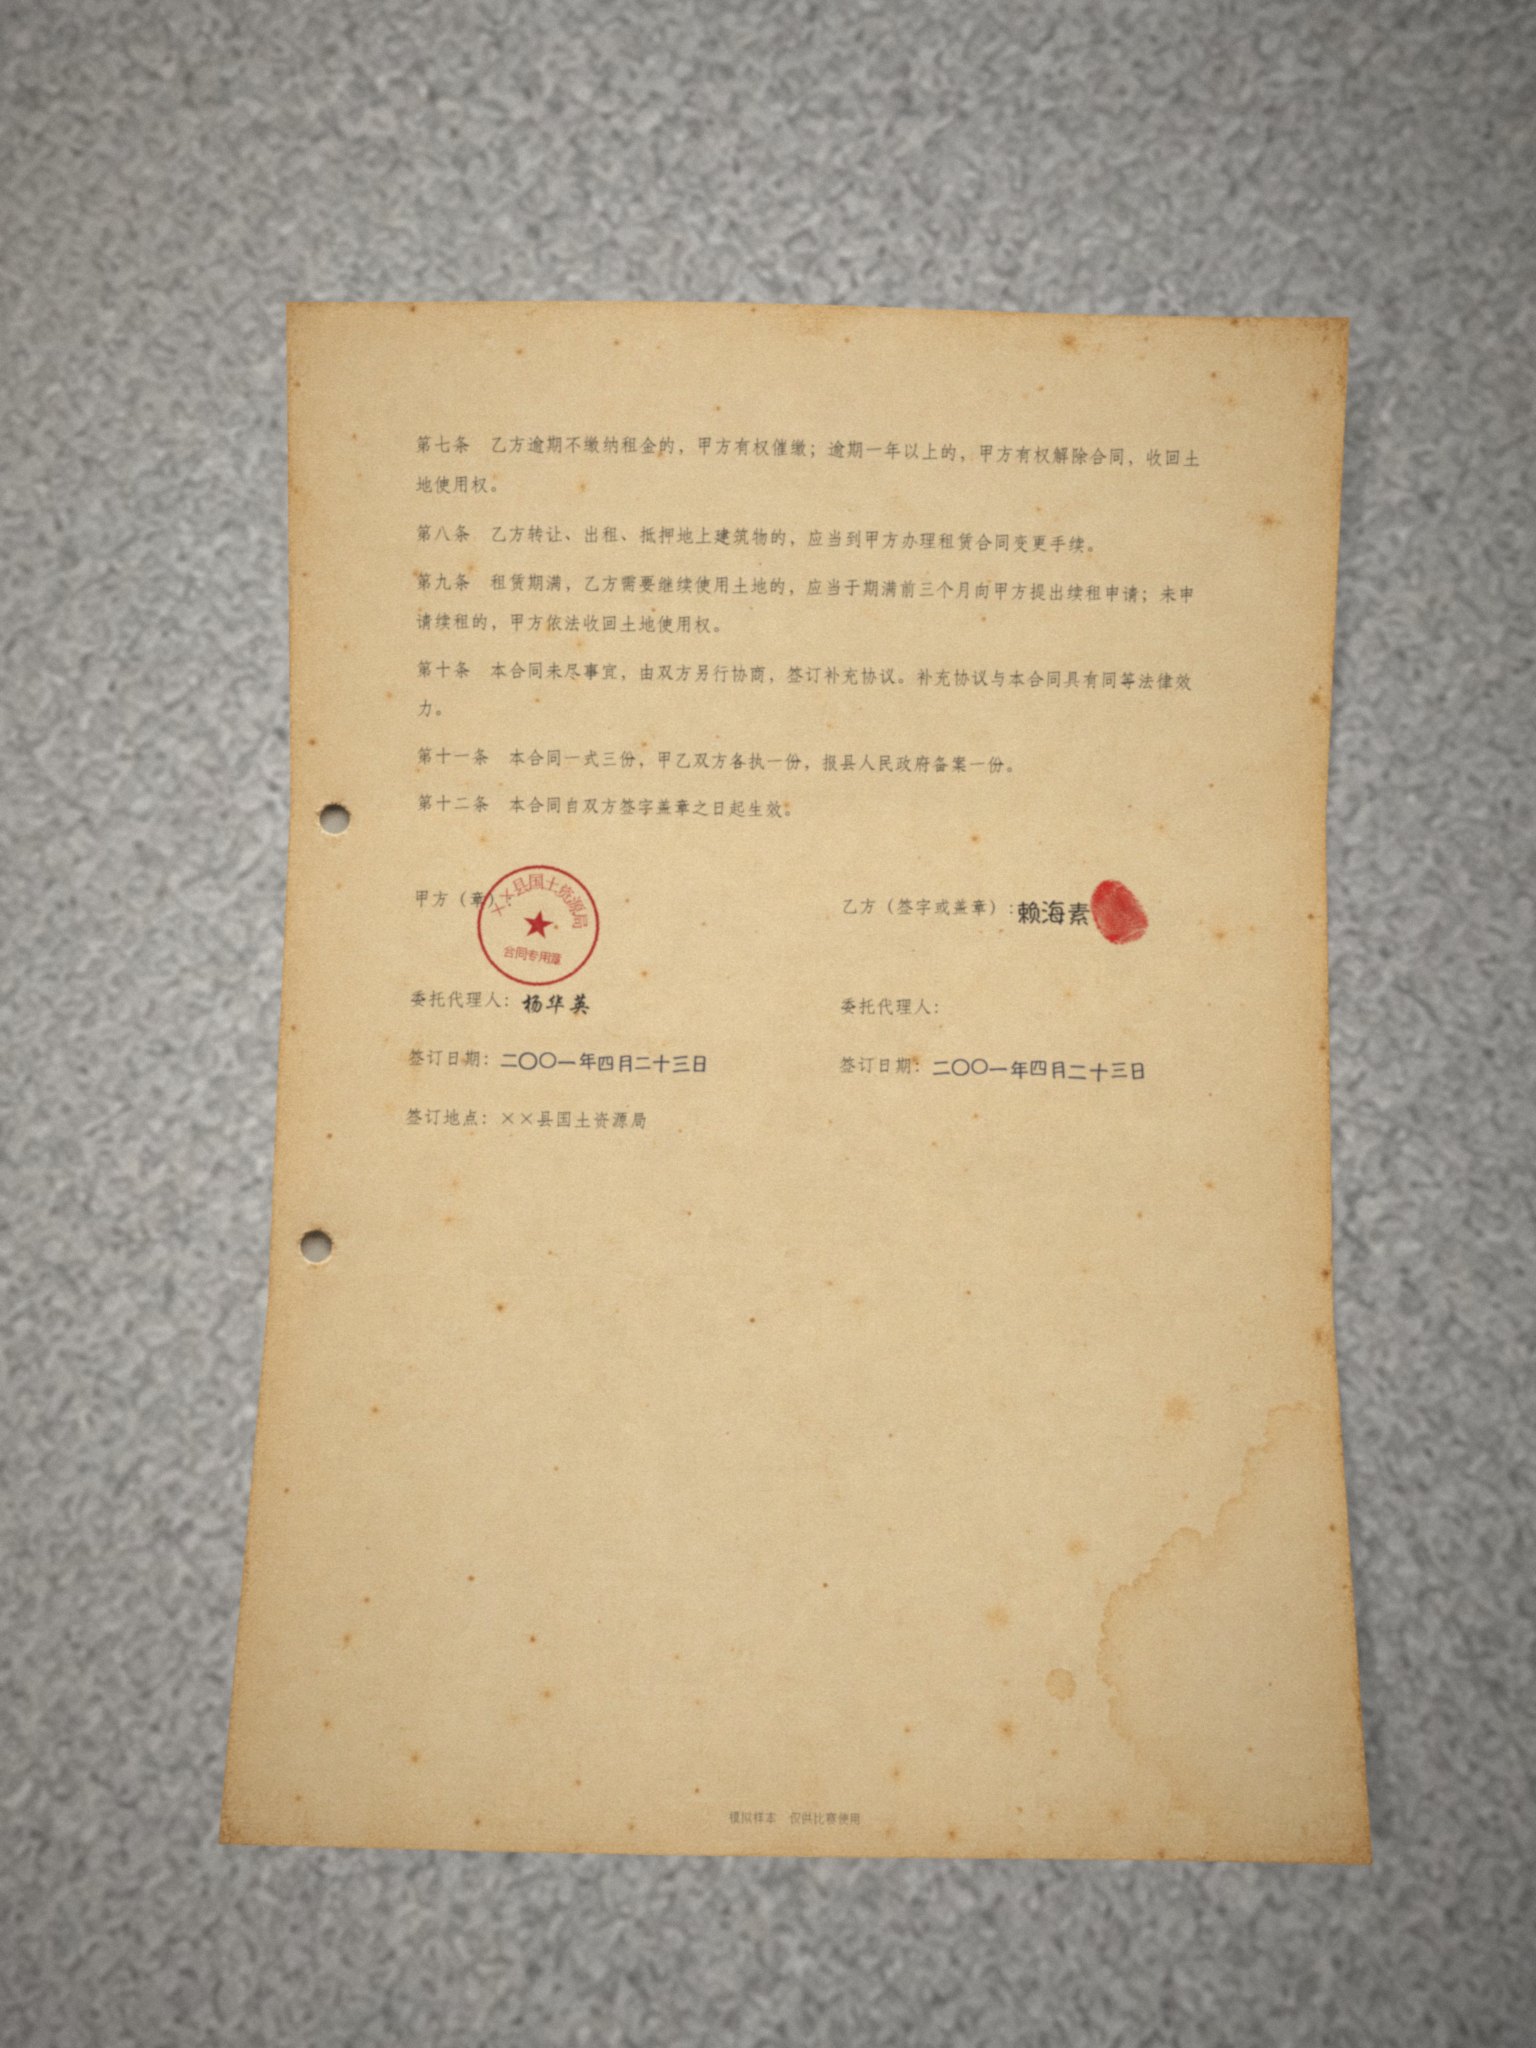 第七条　乙方逾期不缴纳租金的，甲方有权催缴；逾期一年以上的，甲方有权解除合同，收回土
地使用权。
第八条　乙方转让、出租、抵押地上建筑物的，应当到甲方办理租赁合同变更手续。
第九条　租赁期满，乙方需要继续使用土地的，应当于期满前三个月向甲方提出续租申请；未申
请续租的，甲方依法收回土地使用权。
第十条　本合同未尽事宜，由双方另行协商，签订补充协议。补充协议与本合同具有同等法律效
力。
第十一条　本合同一式三份，甲乙双方各执一份，报县人民政府备案一份。
第十二条　本合同自双方签字盖章之日起生效。
甲方（章）：
××县国土资源局
合同专用章
乙方（签字或盖章）：赖海素
委托代理人：杨华英
委托代理人：
签订日期：二〇〇一年四月二十三日
签订日期：二〇〇一年四月二十三日
签订地点：××县国土资源局
模拟样本　仅供比赛使用